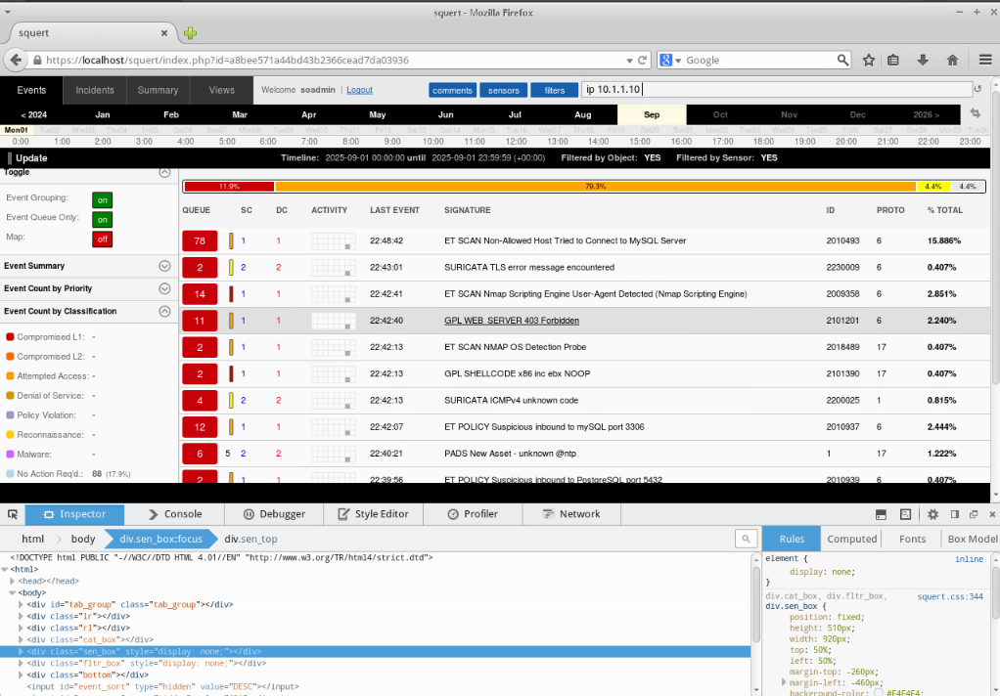 squert - Mozilla Firefox
squert
https://localhost/squert/index.php?id=a8bee571a44bd43b2366cead7da03936
Google
Events Incidents Summary Views Welcome soadmin | Logout comments sensors filters ip 10.1.1.10
< 2024 Jan Feb Mar Apr May Jun Jul Aug Sep Oct Nov Dec 2026 >
Mon01 Tue02 Wed03 Thu04 Fri05 Sat06 Sun07 Mon08 Tue09 Wed10 Thu11 Fri12 Sat13 Sun14 Mon15 Tue16 Wed17 Thu18 Fri19 Sat20 Sun21 Mon22 Tue23 Wed24 Thu25 Fri26 Sat27 Sun28 Mon29 Tue30
0:00 1:00 2:00 3:00 4:00 5:00 6:00 7:00 8:00 9:00 10:00 11:00 12:00 13:00 14:00 15:00 16:00 17:00 18:00 19:00 20:00 21:00 22:00 23:00
Update Timeline: 2025-09-01 00:00:00 until 2025-09-01 23:59:59 (+00:00) Filtered by Object: YES Filtered by Sensor: YES
Toggle
Event Grouping: on
Event Queue Only: on
Map: off
Event Summary
Event Count by Priority
Event Count by Classification
Compromised L1: -
Compromised L2: -
Attempted Access: -
Denial of Service: -
Policy Violation: -
Reconnaissance: -
Malware: -
No Action Req'd.: 88 (17.9%)
11.9% 79.3% 4.4% 4.4%
QUEUE SC DC ACTIVITY LAST EVENT SIGNATURE ID PROTO % TOTAL
78 1 1 22:48:42 ET SCAN Non-Allowed Host Tried to Connect to MySQL Server 2010493 6 15.886%
2 2 2 22:43:01 SURICATA TLS error message encountered 2230009 6 0.407%
14 1 1 22:42:41 ET SCAN Nmap Scripting Engine User-Agent Detected (Nmap Scripting Engine) 2009358 6 2.851%
11 1 1 22:42:40 GPL WEB_SERVER 403 Forbidden 2101201 6 2.240%
2 1 1 22:42:13 ET SCAN NMAP OS Detection Probe 2018489 17 0.407%
2 1 1 22:42:13 GPL SHELLCODE x86 inc ebx NOOP 2101390 17 0.407%
4 2 2 22:42:13 SURICATA ICMPv4 unknown code 2200025 1 0.815%
12 1 1 22:42:07 ET POLICY Suspicious inbound to mySQL port 3306 2010937 6 2.444%
6 5 2 2 22:40:21 PADS New Asset - unknown @ntp 1 17 1.222%
2 1 1 22:39:56 ET POLICY Suspicious inbound to PostgreSQL port 5432 2010939 6 0.407%
Inspector Console Debugger Style Editor Profiler Network
html body div.sen_box:focus div.sen_top
<!DOCTYPE html PUBLIC "-//W3C//DTD HTML 4.01//EN" "http://www.w3.org/TR/html4/strict.dtd">
<html>
<head></head>
<body>
<div id="tab_group" class="tab_group"></div>
<div class="lr"></div>
<div class="rl"></div>
<div class="cat_box"></div>
<div class="sen_box" style="display: none;"></div>
<div class="fltr_box" style="display: none;"></div>
<div class="bottom"></div>
<input id="event_sort" type="hidden" value="DESC"></input>
Rules Computed Fonts Box Model
element { inline
display: none;
}
div.cat_box, div.fltr_box, squert.css:344
div.sen_box {
position: fixed;
height: 510px;
width: 920px;
top: 50%;
left: 50%;
margin-top: -260px;
margin-left: -460px;
background-color: #F4F4F4;